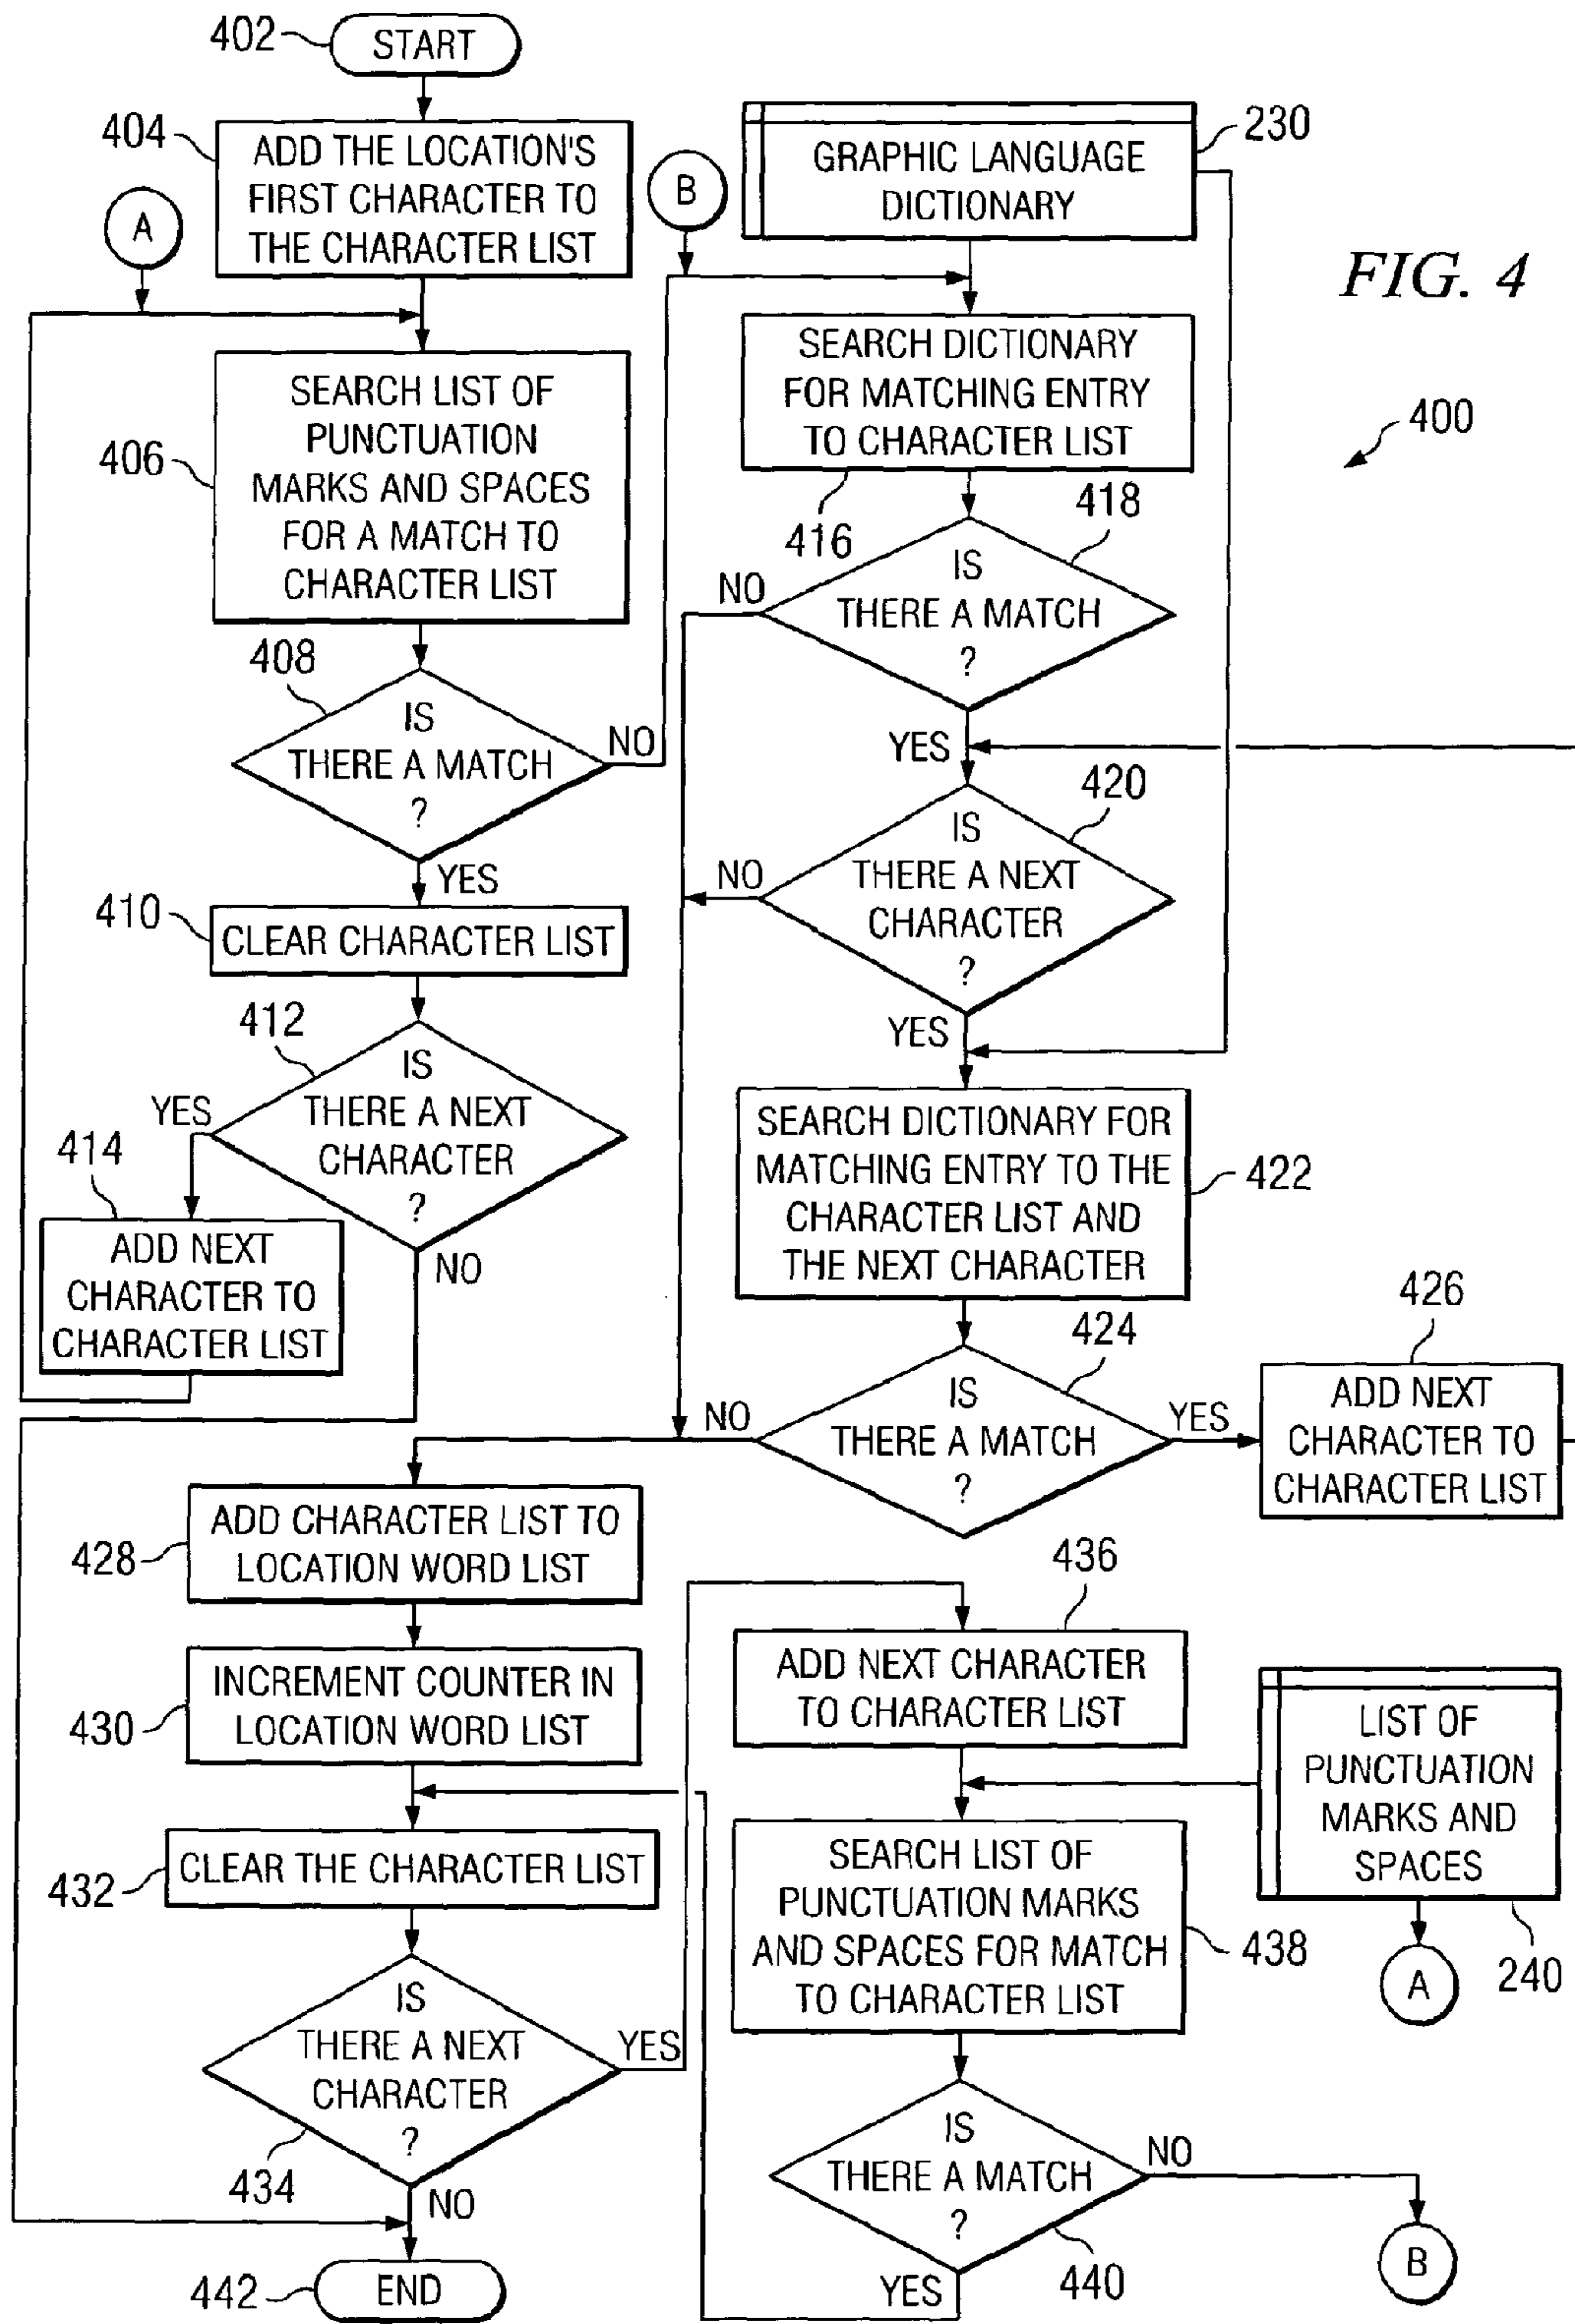 402
START
404
ADD THE LOCATION'S
FIRST CHARACTER TO
THE CHARACTER LIST
A
B
GRAPHIC LANGUAGE
DICTIONARY
230
FIG. 4
400
406
SEARCH LIST OF
PUNCTUATION
MARKS AND SPACES
FOR A MATCH TO
CHARACTER LIST
SEARCH DICTIONARY
FOR MATCHING ENTRY
TO CHARACTER LIST
416
418
IS
THERE A MATCH
?
NO
YES
408
IS
THERE A MATCH
?
NO
YES
420
IS
THERE A NEXT
CHARACTER
?
NO
YES
410
CLEAR CHARACTER LIST
412
IS
THERE A NEXT
CHARACTER
?
YES
NO
414
ADD NEXT
CHARACTER TO
CHARACTER LIST
SEARCH DICTIONARY FOR
MATCHING ENTRY TO THE
CHARACTER LIST AND
THE NEXT CHARACTER
422
424
IS
THERE A MATCH
?
NO
YES
426
ADD NEXT
CHARACTER TO
CHARACTER LIST
428
ADD CHARACTER LIST TO
LOCATION WORD LIST
430
INCREMENT COUNTER IN
LOCATION WORD LIST
432
CLEAR THE CHARACTER LIST
IS
THERE A NEXT
CHARACTER
?
434
YES
NO
436
ADD NEXT CHARACTER
TO CHARACTER LIST
LIST OF
PUNCTUATION
MARKS AND
SPACES
240
A
SEARCH LIST OF
PUNCTUATION MARKS
AND SPACES FOR MATCH
TO CHARACTER LIST
438
IS
THERE A MATCH
?
440
NO
YES
B
442
END